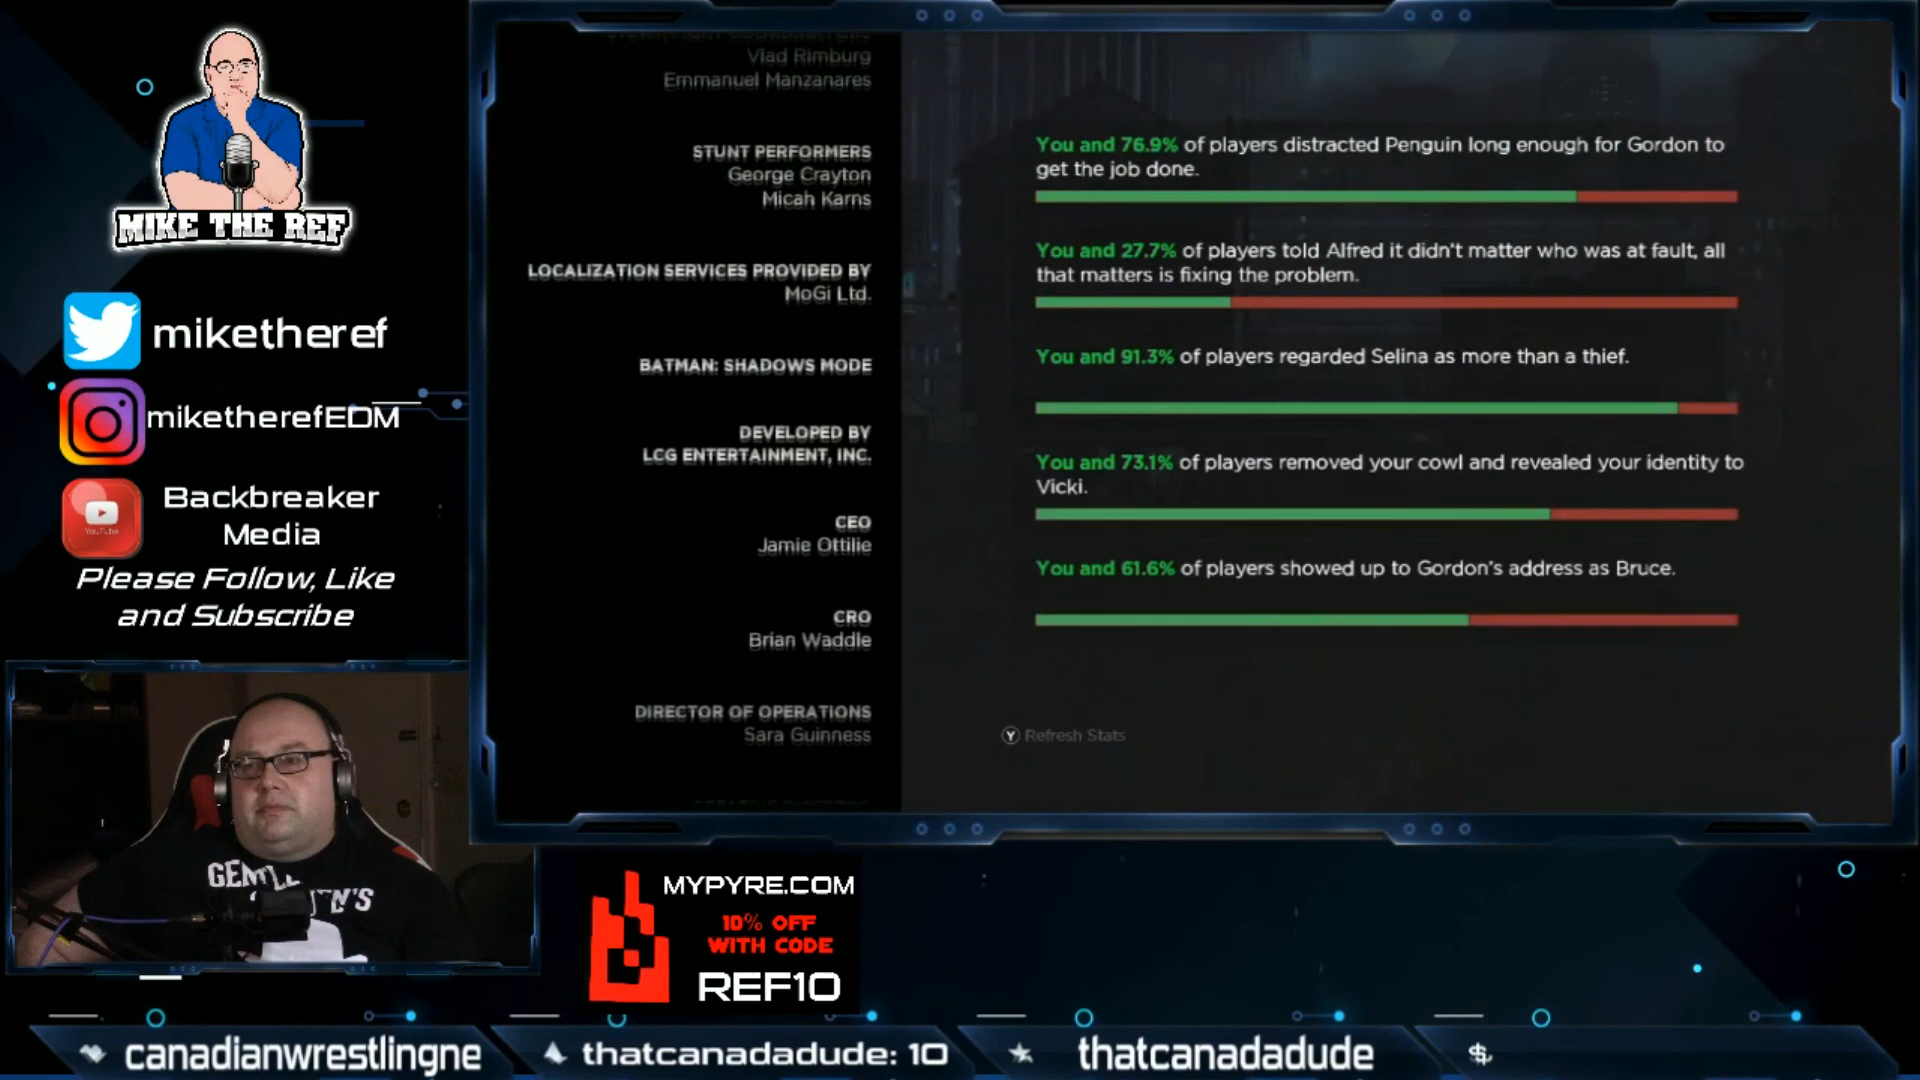 MIKE THE REF
miketheref
miketherefEDM
YouTube
Backbreaker
Media
Please Follow, Like
and Subscribe
Vlad Rimburg
Emmanuel Manzanares
STUNT PERFORMERS
George Crayton
Micah Karns
LOCALIZATION SERVICES PROVIDED BY
MoGi Ltd.
BATMAN: SHADOWS MODE
DEVELOPED BY
LCG ENTERTAINMENT, INC.
CEO
Jamie Ottilie
CRO
Brian Waddle
DIRECTOR OF OPERATIONS
Sara Guinness
You and 76.9% of players distracted Penguin long enough for Gordon to
get the job done.
You and 27.7% of players told Alfred it didn't matter who was at fault, all
that matters is fixing the problem.
You and 91.3% of players regarded Selina as more than a thief.
You and 73.1% of players removed your cowl and revealed your identity to
Vicki.
You and 61.6% of players showed up to Gordon's address as Bruce.
Y Refresh Stats
MYPYRE.COM
10% OFF
WITH CODE
REF10
canadianwrestlingne
thatcanadadude: 10
thatcanadadude
$